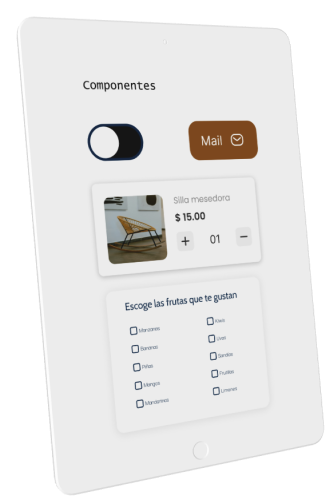 Componentes
Mail
Silla mesedora
$ 15.00
+ 01 −
Escoge las frutas que te gustan
Manzanas
Kiwis
Bananas
Uvas
Piñas
Sandías
Mangos
Frutillas
Mandarinas
Limones